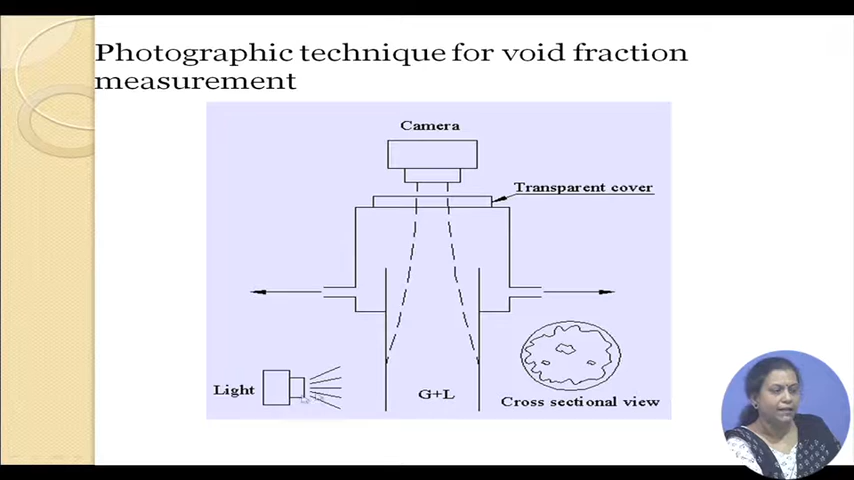 Photographic technique for void fraction
measurement
Camera
Transparent cover
Light
G+L
Cross sectional view